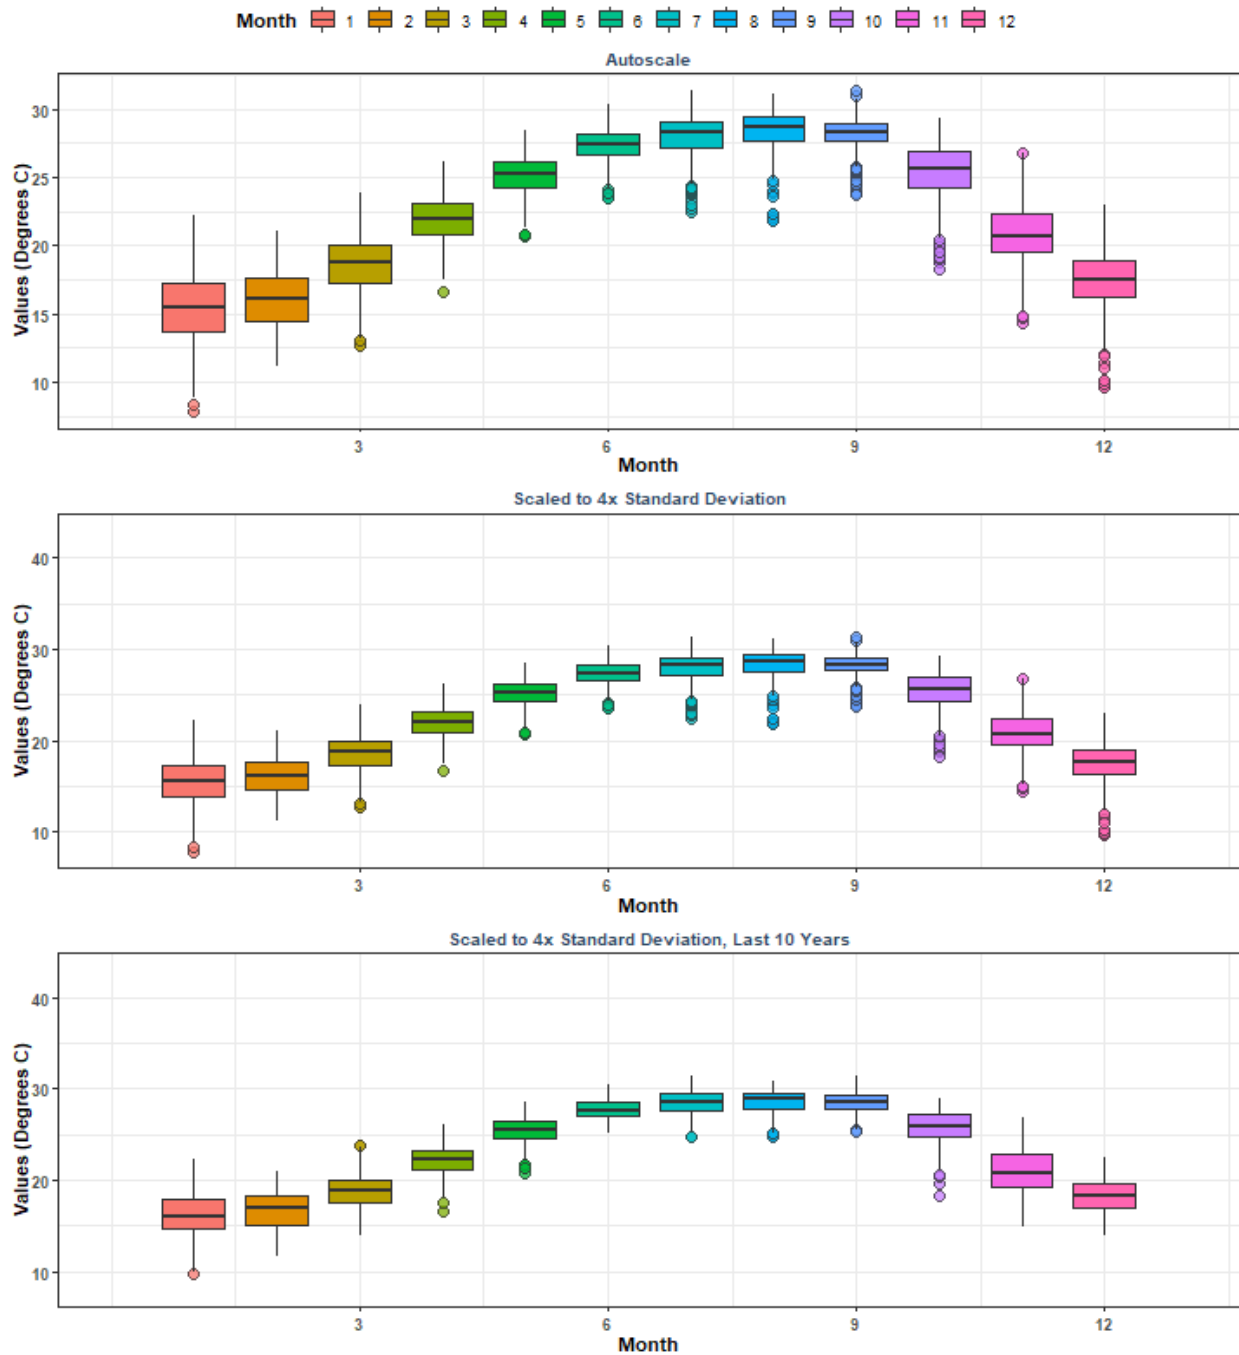 Month 1 2 3 4 5 6 7 8 9 10 11 12
Autoscale
Values (Degrees C)
30
25
20
15
10
3 6 9 12
Month
Scaled to 4x Standard Deviation
Values (Degrees C)
40
30
20
10
3 6 9 12
Month
Scaled to 4x Standard Deviation, Last 10 Years
Values (Degrees C)
40
30
20
10
3 6 9 12
Month